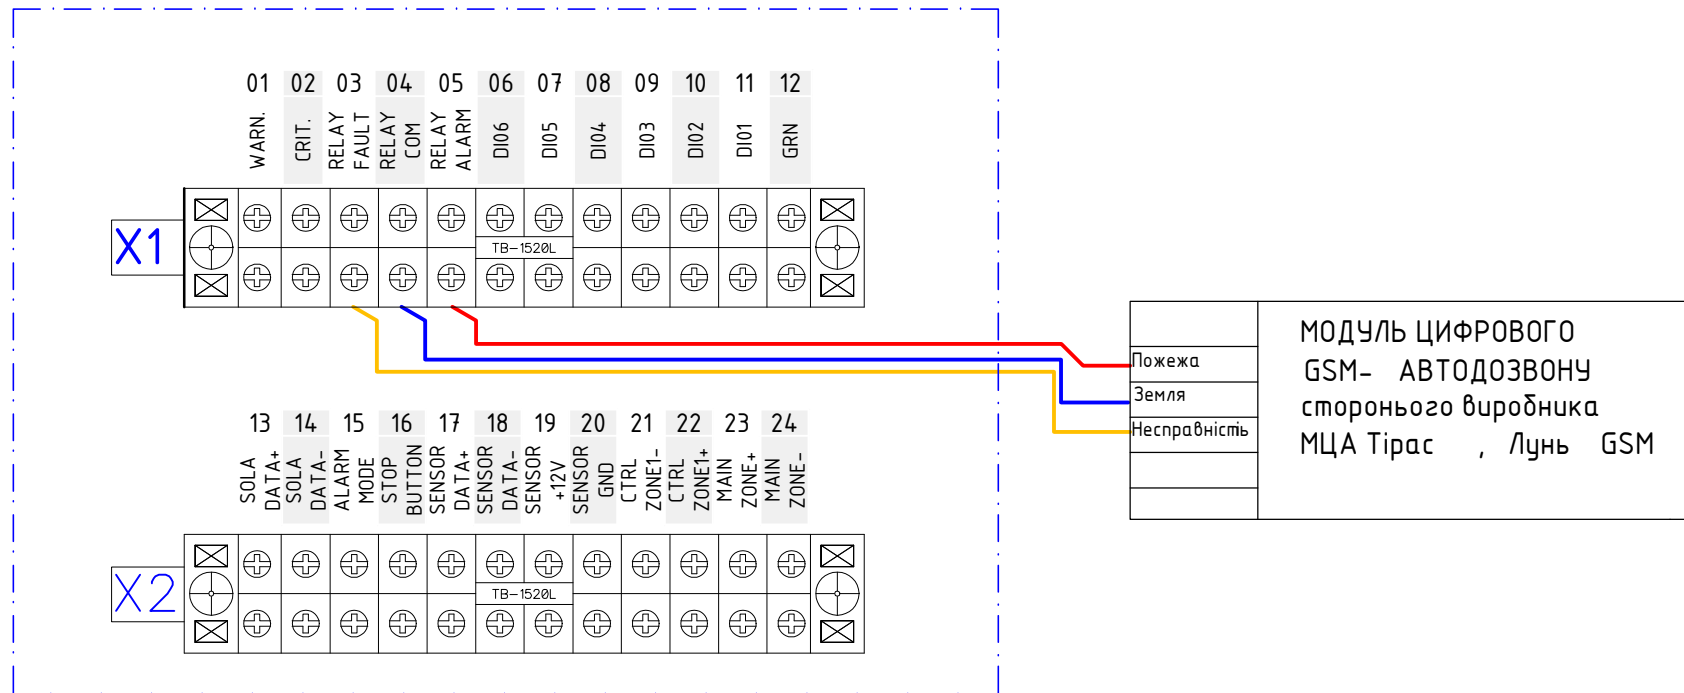 01 02 03 04 05 06 07 08 09 10 11 12
WARN.
CRIT.
RELAY
FAULT
RELAY
COM
RELAY
ALARM
DI06
DI05
DI04
DI03
DI02
DI01
GRN
X1
TB-1520L
МОДУЛЬ ЦИФРОВОГО
GSM- АВТОДОЗВОНУ
сторонього виробника
МЦА Тірас , Лунь GSM
Пожежа
Земля
Несправність
13 14 15 16 17 18 19 20 21 22 23 24
SOLA
DATA+
SOLA
DATA-
ALARM
MODE
STOP
BUTTON
SENSOR
DATA+
SENSOR
DATA-
SENSOR
+12V
SENSOR
GND
CTRL
ZONE1-
CTRL
ZONE1+
MAIN
ZONE+
MAIN
ZONE-
X2
TB-1520L